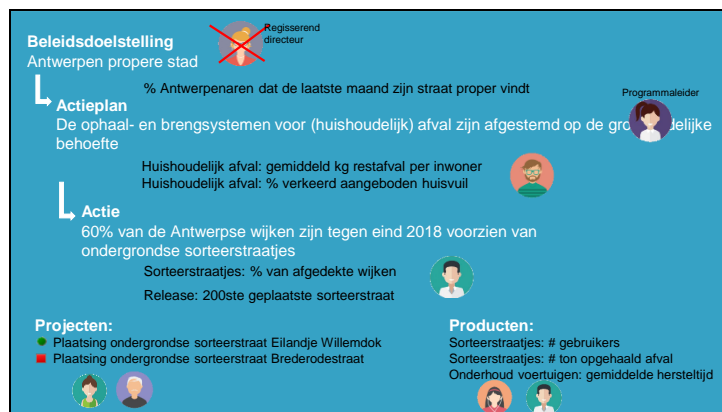 Beleidsdoelstelling
Antwerpen propere stad
Regisserend
directeur
% Antwerpenaren dat de laatste maand zijn straat proper vindt
Programmaleider
Actieplan
De ophaal- en brengsystemen voor (huishoudelijk) afval zijn afgestemd op de delijke
behoefte
Huishoudelijk afval: gemiddeld kg restafval per inwoner
Huishoudelijk afval: % verkeerd aangeboden huisvuil
Actie
60% van de Antwerpse wijken zijn tegen eind 2018 voorzien van
ondergrondse sorteerstraatjes
Sorteerstraatjes: % van afgedekte wijken
Release: 200ste geplaatste sorteerstraat
Projecten:
Plaatsing ondergrondse sorteerstraat Eilandje Willemdok
Plaatsing ondergrondse sorteerstraat Brederodestraat
Producten:
Sorteerstraatjes: # gebruikers
Sorteerstraatjes: # ton opgehaald afval
Onderhoud voertuigen: gemiddelde hersteltijd